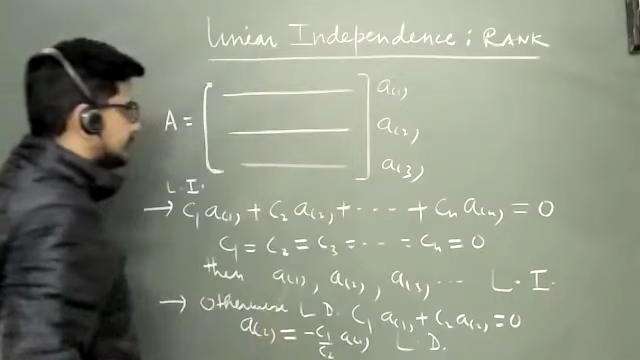 Linear Independence : RANK
a(1)
A = [ ] a(2)
a(3)
L.I.
→ C1 a(1) + C2 a(2) + - - - + Cn a(n) = 0
C1 = C2 = C3 = - - - = Cn = 0
then a(1), a(2), a(3, - - - L.I.
→ Otherwise L D. C1 a(1) + C2 a(2) = 0
a(2) = -C1/C2 a(1) L.D.